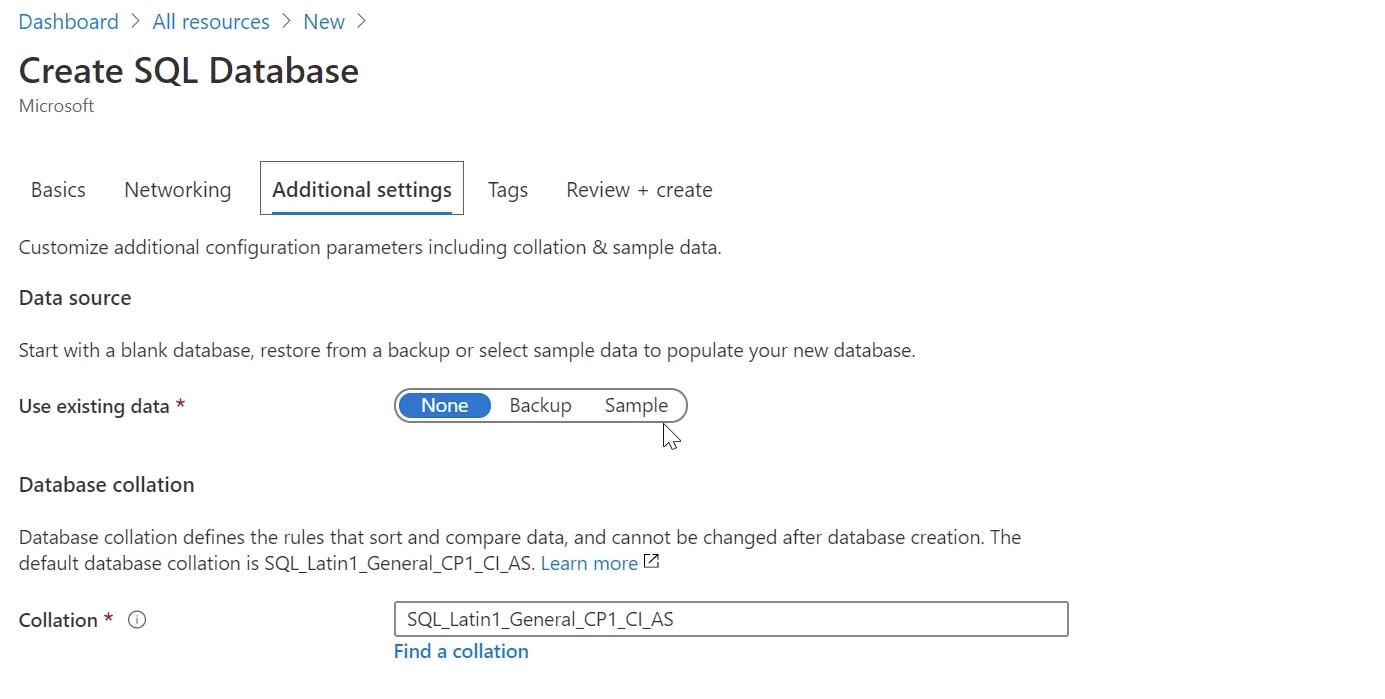 Dashboard > All resources > New >
Create SQL Database
Microsoft
Basics Networking Additional settings Tags Review + create
Customize additional configuration parameters including collation & sample data.
Data source
Start with a blank database, restore from a backup or select sample data to populate your new database.
Use existing data * None Backup Sample
Database collation
Database collation defines the rules that sort and compare data, and cannot be changed after database creation. The
default database collation is SQL_Latin1_General_CP1_CI_AS. Learn more
Collation * SQL_Latin1_General_CP1_CI_AS
Find a collation